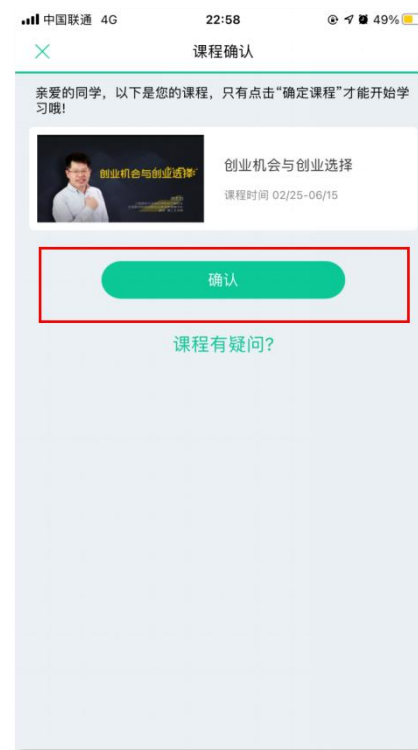 中国联通 4G 22:58 49%
课程确认
亲爱的同学，以下是您的课程，只有点击“确定课程”才能开始学
习哦！
创业机会与创业选择
创业机会与创业选择
课程时间 02/25-06/15
确认
课程有疑问？